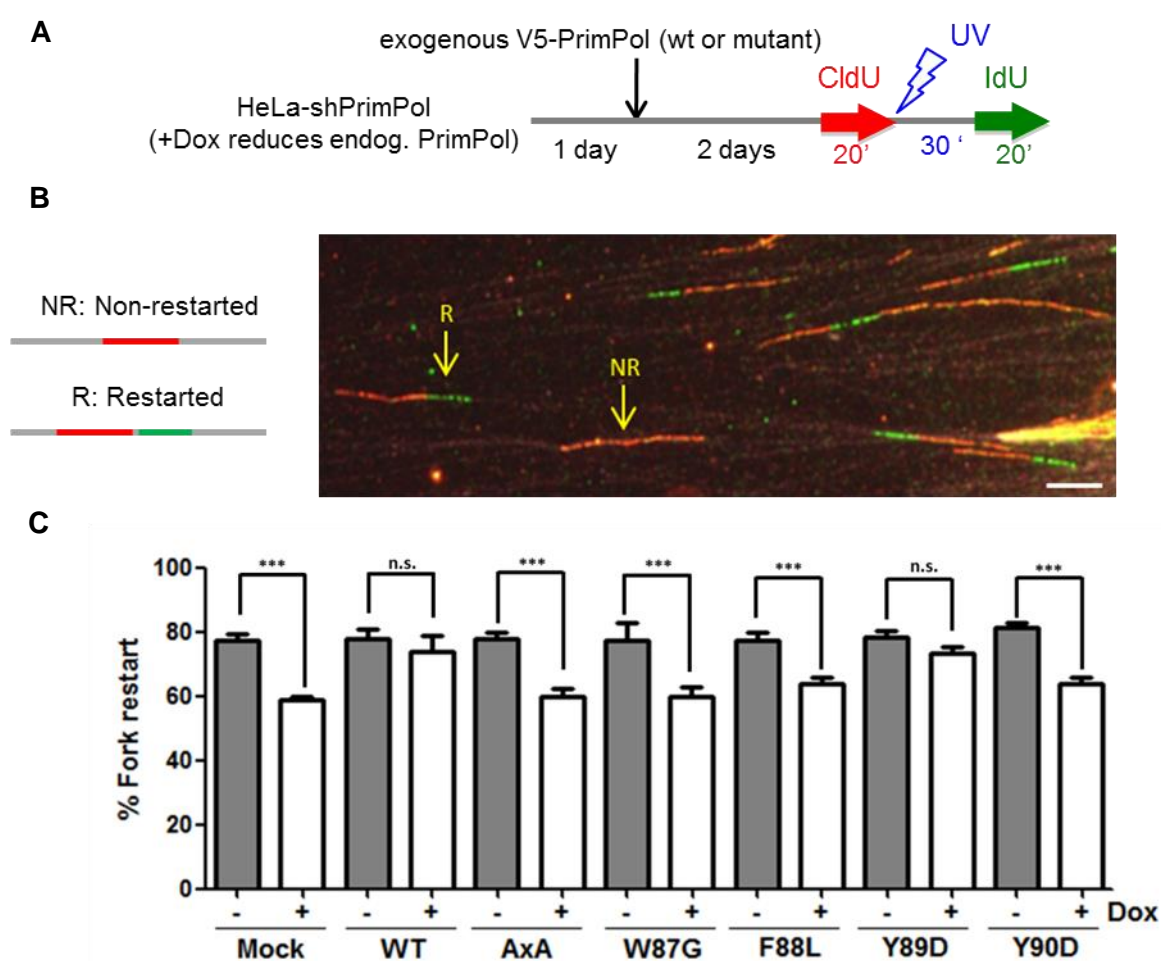 A
exogenous V5-PrimPol (wt or mutant)
UV
CldU
IdU
HeLa-shPrimPol
(+Dox reduces endog. PrimPol)
1 day
2 days
20’
30 ‘
20’
B
NR: Non-restarted
R: Restarted
R
NR
C
% Fork restart
100
80
60
40
20
0
***
n.s.
***
***
***
n.s.
***
- + - + - + - + - + - + - + Dox
Mock WT AxA W87G F88L Y89D Y90D